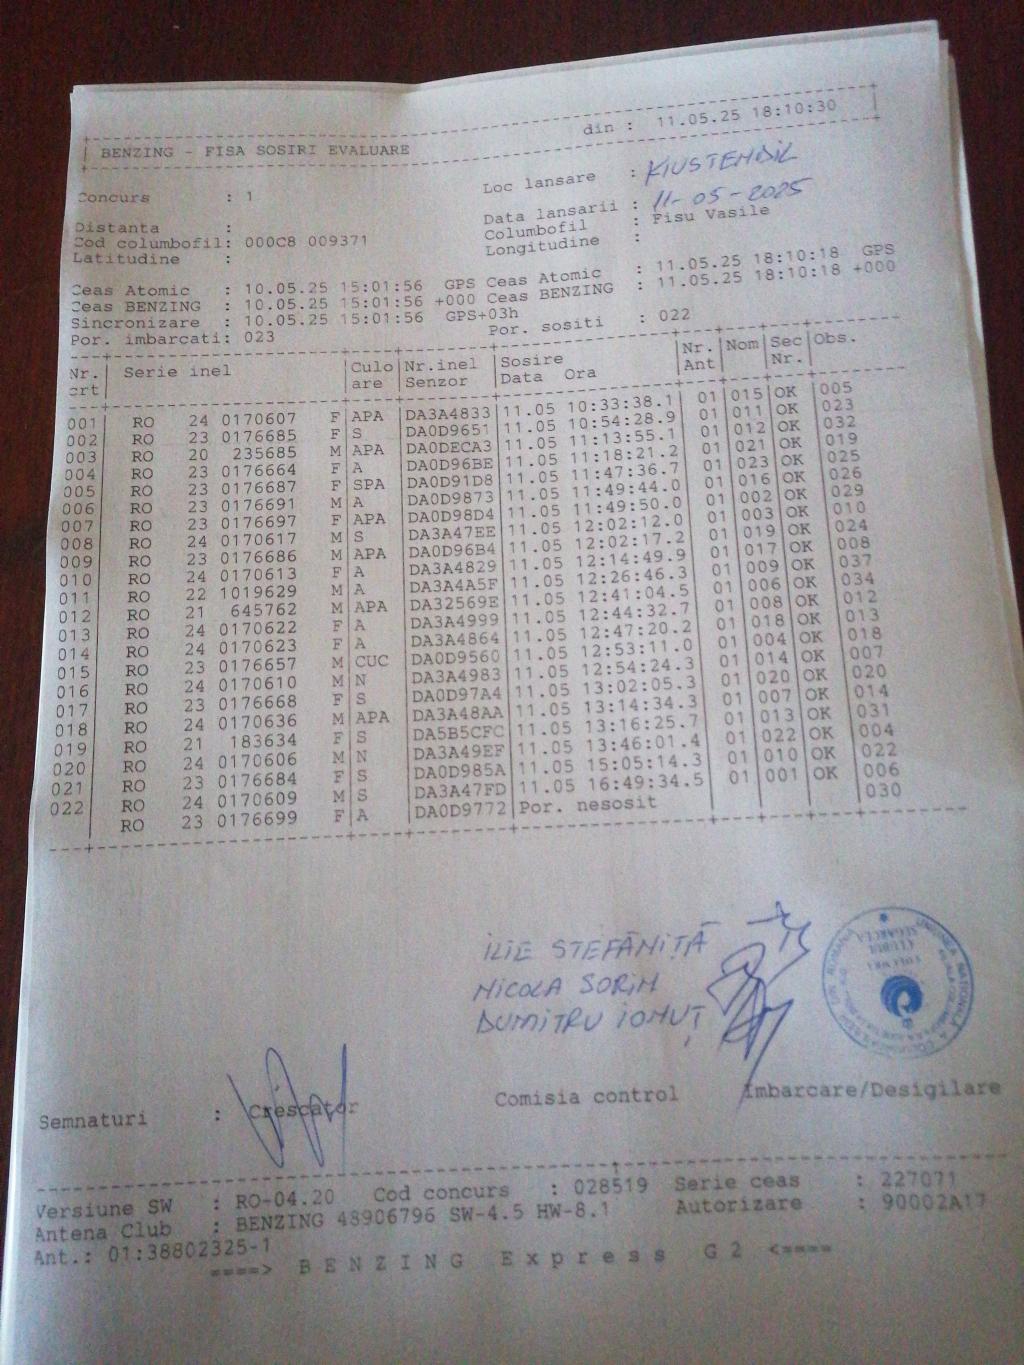 din : 11.05.25 18:10:30
BENZING - FISA SOSIRI EVALUARE
Concurs : 1 Loc lansare : KIUSTENDIL
Data lansarii : 11-05-2025
Distanta :
Cod columbofil: 000C8 009371 Columbofil : Fisu Vasile
Latitudine : Longitudine :
Ceas Atomic : 10.05.25 15:01:56 GPS Ceas Atomic : 11.05.25 18:10:18 GPS
Ceas BENZING : 10.05.25 15:01:56 +000 Ceas BENZING : 11.05.25 18:10:18 +000
Sincronizare : 10.05.25 15:01:56 GPS+03h
Por. imbarcati: 023 Por. sositi : 022
Nr. Serie inel Culo Nr.inel Sosire Nr. Nom Sec Obs.
crt are Senzor Data Ora Ant Nr.
001 RO 24 0170607 F APA DA3A4833 11.05 10:33:38.1 01 015 OK 005
002 RO 23 0176685 F S DA0D9651 11.05 10:54:28.9 01 011 OK 023
003 RO 20 235685 M APA DA0DECA3 11.05 11:13:55.1 01 012 OK 032
004 RO 23 0176664 F A DA0D96BE 11.05 11:18:21.2 01 021 OK 019
005 RO 23 0176687 F SPA DA0D91D8 11.05 11:47:36.7 01 023 OK 025
006 RO 23 0176691 M A DA0D9873 11.05 11:49:44.0 01 016 OK 026
007 RO 23 0176697 F APA DA0D98D4 11.05 11:49:50.0 01 002 OK 029
008 RO 24 0170617 M S DA3A47EE 11.05 12:02:12.0 01 003 OK 010
009 RO 23 0176686 M APA DA0D96B4 11.05 12:02:17.2 01 019 OK 024
010 RO 24 0170613 F A DA3A4829 11.05 12:14:49.9 01 017 OK 008
011 RO 22 1019629 M A DA3A4A5F 11.05 12:26:46.3 01 009 OK 037
012 RO 21 645762 M APA DA32569E 11.05 12:41:04.5 01 006 OK 034
013 RO 24 0170622 F A DA3A4999 11.05 12:44:32.7 01 008 OK 012
014 RO 24 0170623 F A DA3A4864 11.05 12:47:20.2 01 018 OK 013
015 RO 23 0176657 M CUC DA0D9560 11.05 12:53:11.0 01 004 OK 018
016 RO 24 0170610 M N DA3A4983 11.05 12:54:24.3 01 014 OK 007
017 RO 23 0176668 F S DA0D97A4 11.05 13:02:05.3 01 020 OK 020
018 RO 24 0170636 M APA DA3A48AA 11.05 13:14:34.3 01 007 OK 014
019 RO 21 183634 F S DA5B5CFC 11.05 13:16:25.7 01 013 OK 031
020 RO 24 0170606 M N DA3A49EF 11.05 13:46:01.4 01 022 OK 004
021 RO 23 0176684 F S DA0D985A 11.05 15:05:14.3 01 010 OK 022
022 RO 24 0170609 M S DA3A47FD 11.05 16:49:34.5 01 001 OK 006
RO 23 0176699 F A DA0D9772 Por. nesosit 030
ILIE STEFĂNIȚĂ
NICOLA SORIN
DUMITRU IONUȚ
Semnaturi : Crescator Comisia control Imbarcare/Desigilare
Versiune SW : RO-04.20 Cod concurs : 028519 Serie ceas : 227071
Antena Club : BENZING 48906796 SW-4.5 HW-8.1 Autorizare : 90002A17
Ant.: 01:38802325-1
====> BENZING Express G2 <====